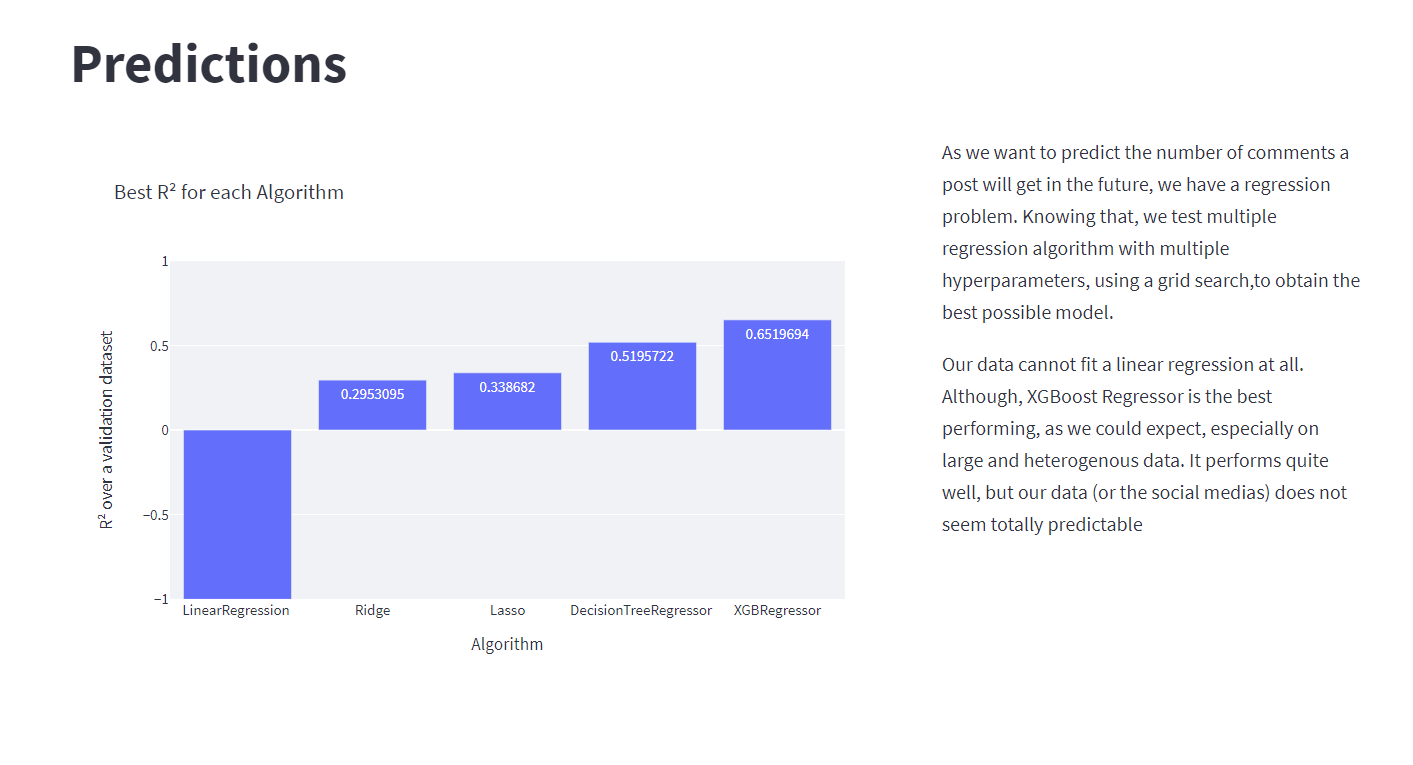 Predictions
Best R² for each Algorithm
R² over a validation dataset
1
0.5
0
−0.5
−1
0.2953095
0.338682
0.5195722
0.6519694
LinearRegression
Ridge
Lasso
DecisionTreeRegressor
XGBRegressor
Algorithm
As we want to predict the number of comments a
post will get in the future, we have a regression
problem. Knowing that, we test multiple
regression algorithm with multiple
hyperparameters, using a grid search,to obtain the
best possible model.
Our data cannot fit a linear regression at all.
Although, XGBoost Regressor is the best
performing, as we could expect, especially on
large and heterogenous data. It performs quite
well, but our data (or the social medias) does not
seem totally predictable